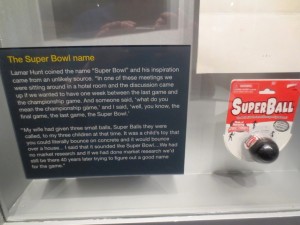 The Super Bowl name
Lamar Hunt coined the name "Super Bowl" and his inspiration
came from an unlikely source. "In one of these meetings we
were sitting around in a hotel room and the discussion came
up if we wanted to have one week between the last game and
the championship game. And someone said, 'what do you
mean the championship game,' and I said, 'well, you know, the
final game, the last game, the Super Bowl.'
"My wife had given three small balls, Super Balls they were
called, to my three children at that time. It was a child's toy that
you could literally bounce on concrete and it would bounce
over a house... I said that it sounded like Super Bowl... We had
no market research and if we had done market research we'd
still be there 40 years later trying to figure out a good name
for the game."
SUPERBALL